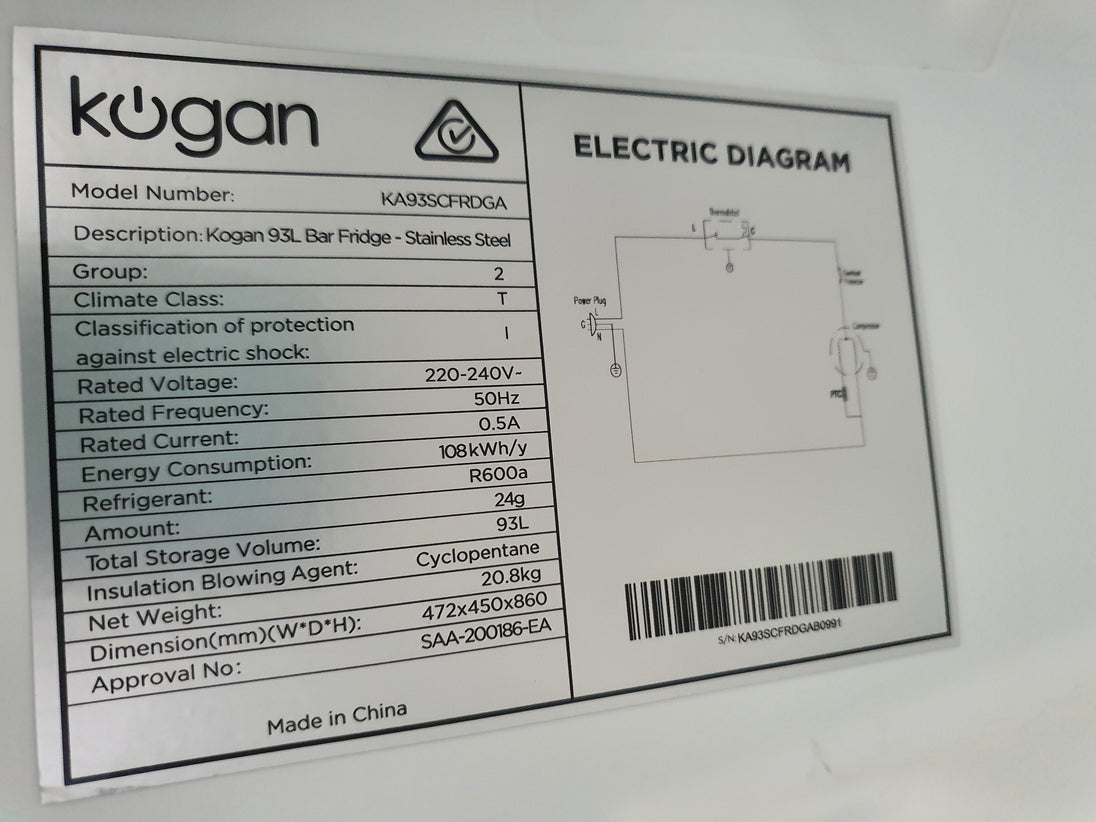 kogan
Model Number: KA93SCFRDGA
Description: Kogan 93L Bar Fridge - Stainless Steel
Group: 2
Climate Class: T
Classification of protection
against electric shock: I
Rated Voltage: 220-240V~
Rated Frequency: 50Hz
Rated Current: 0.5A
Energy Consumption: 108kWh/y
Refrigerant: R600a
Amount: 24g
Total Storage Volume: 93L
Insulation Blowing Agent: Cyclopentane
Net Weight: 20.8kg
Dimension(mm)(W*D*H): 472x450x860
Approval No: SAA-200186-EA
Made in China
ELECTRIC DIAGRAM
Thermostat
L C
Power Plug
L
G
N
Compressor
PTC
S/N: KA93SCFRDGAB0991